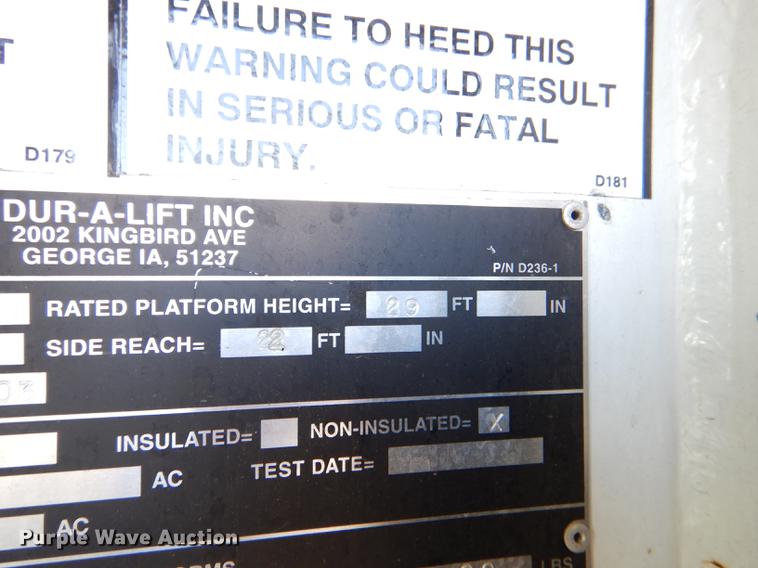 T
FAILURE TO HEED THIS
WARNING COULD RESULT
IN SERIOUS OR FATAL
INJURY.
D179
D181
DUR-A-LIFT INC
2002 KINGBIRD AVE
GEORGE IA, 51237
P/N D236-1
RATED PLATFORM HEIGHT= 29 FT IN
SIDE REACH= 22 FT IN
03
INSULATED= NON-INSULATED= X
AC TEST DATE=
AC
LBS
Purple Wave Auction